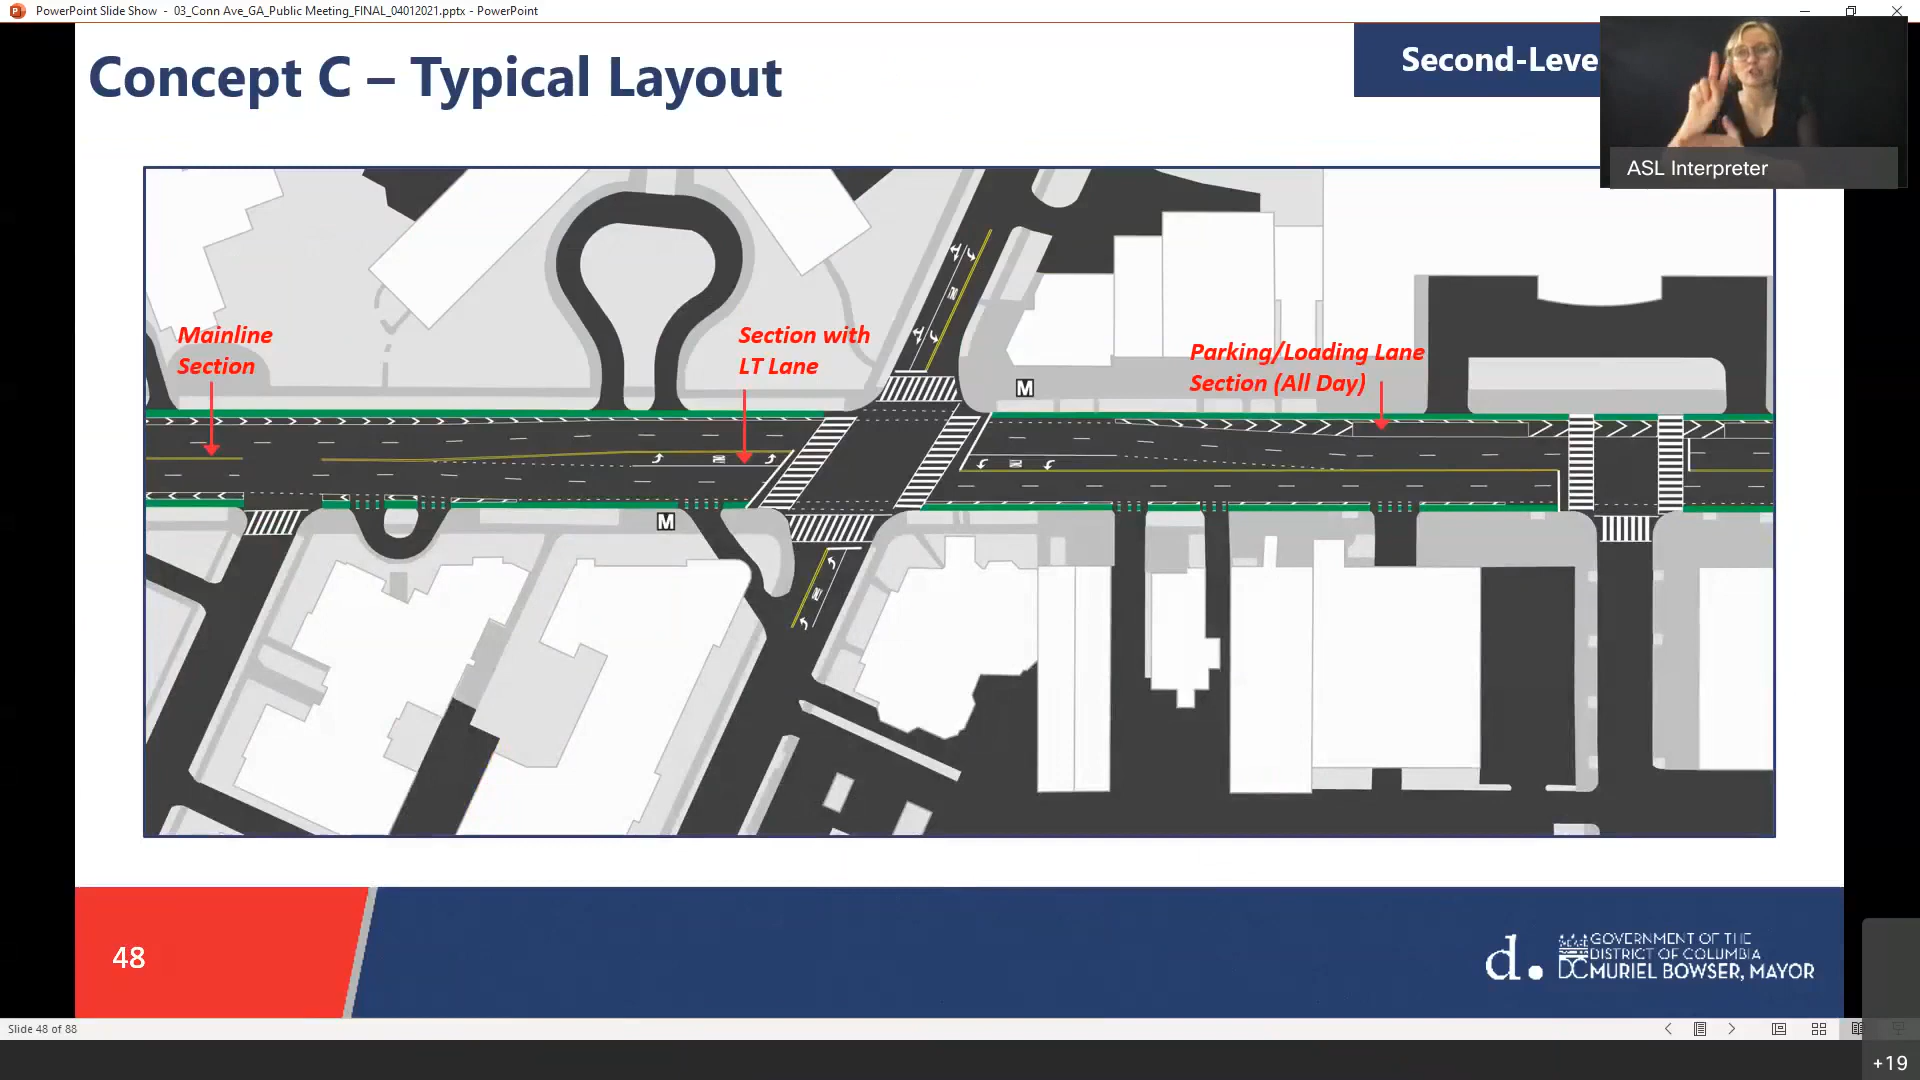 PowerPoint Slide Show - 03_Conn Ave_GA_Public Meeting_FINAL_04012021.pptx - PowerPoint
Concept C – Typical Layout
Second-Leve
ASL Interpreter
Mainline
Section
Section with
LT Lane
Parking/Loading Lane
Section (All Day)
M
M
48
d.
GOVERNMENT OF THE
DISTRICT OF COLUMBIA
DC MURIEL BOWSER, MAYOR
Slide 48 of 88
+19